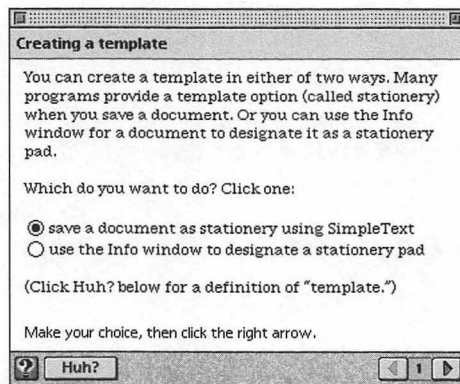 Creating a template
You can create a template in either of two ways. Many
programs provide a template option (called stationery)
when you save a document. Or you can use the Info
window for a document to designate it as a stationery
pad.
Which do you want to do? Click one:
save a document as stationery using SimpleText
use the Info window to designate a stationery pad
(Click Huh? below for a definition of "template.")
Make your choice, then click the right arrow.
? Huh? 1